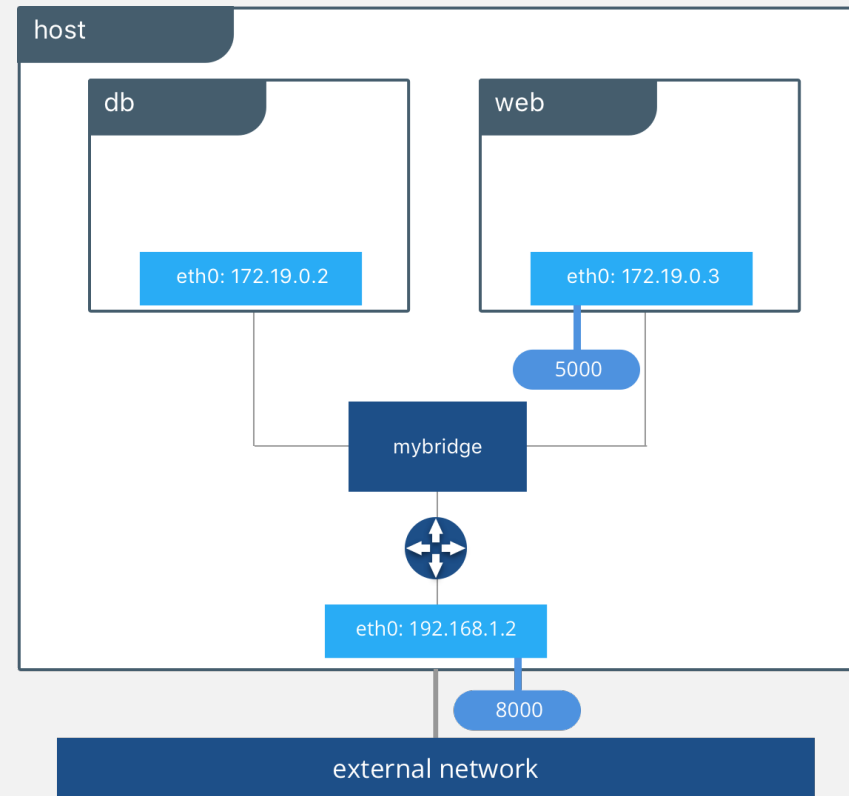 host
db
web
eth0: 172.19.0.2
eth0: 172.19.0.3
5000
mybridge
eth0: 192.168.1.2
8000
external network